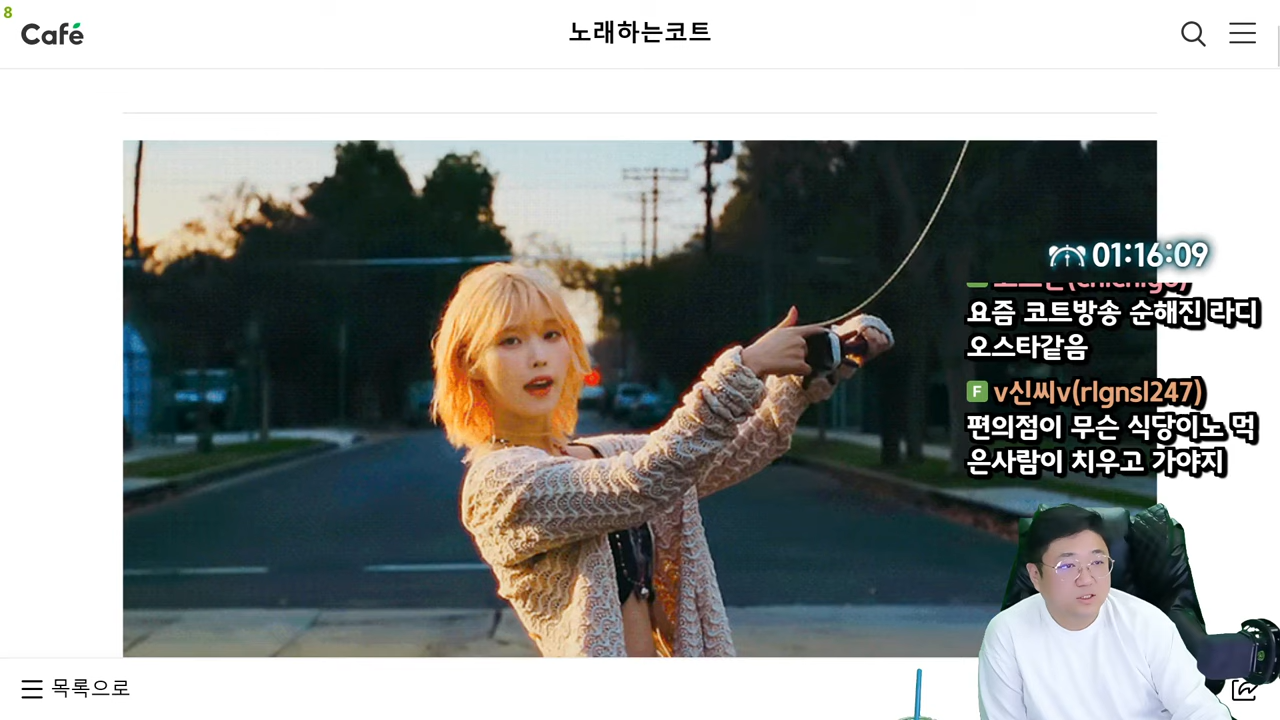 8
Café
노래하는코트
01:16:09
요즘 코트방송 순해진 라디
오스타같음
F v신씨v(rlgnsl247)
편의점이 무슨 식당이노 먹
은사람이 치우고 가야지
목록으로